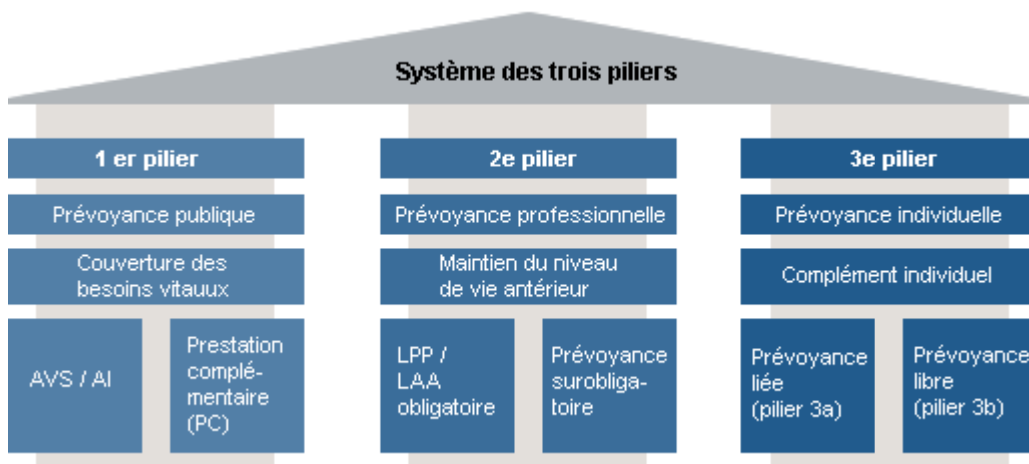 Système des trois piliers
1 er pilier
Prévoyance publique
Couverture des
besoins vitauux
AVS / AI
Prestation
complé-
mentaire
(PC)
2e pilier
Prévoyance professionnelle
Maintien du niveau
de vie antérieur
LPP /
LAA
obligatoire
Prévoyance
surobliga-
toire
3e pilier
Prévoyance individuelle
Complément individuel
Prévoyance
liée
(pilier 3a)
Prévoyance
libre
(pilier 3b)